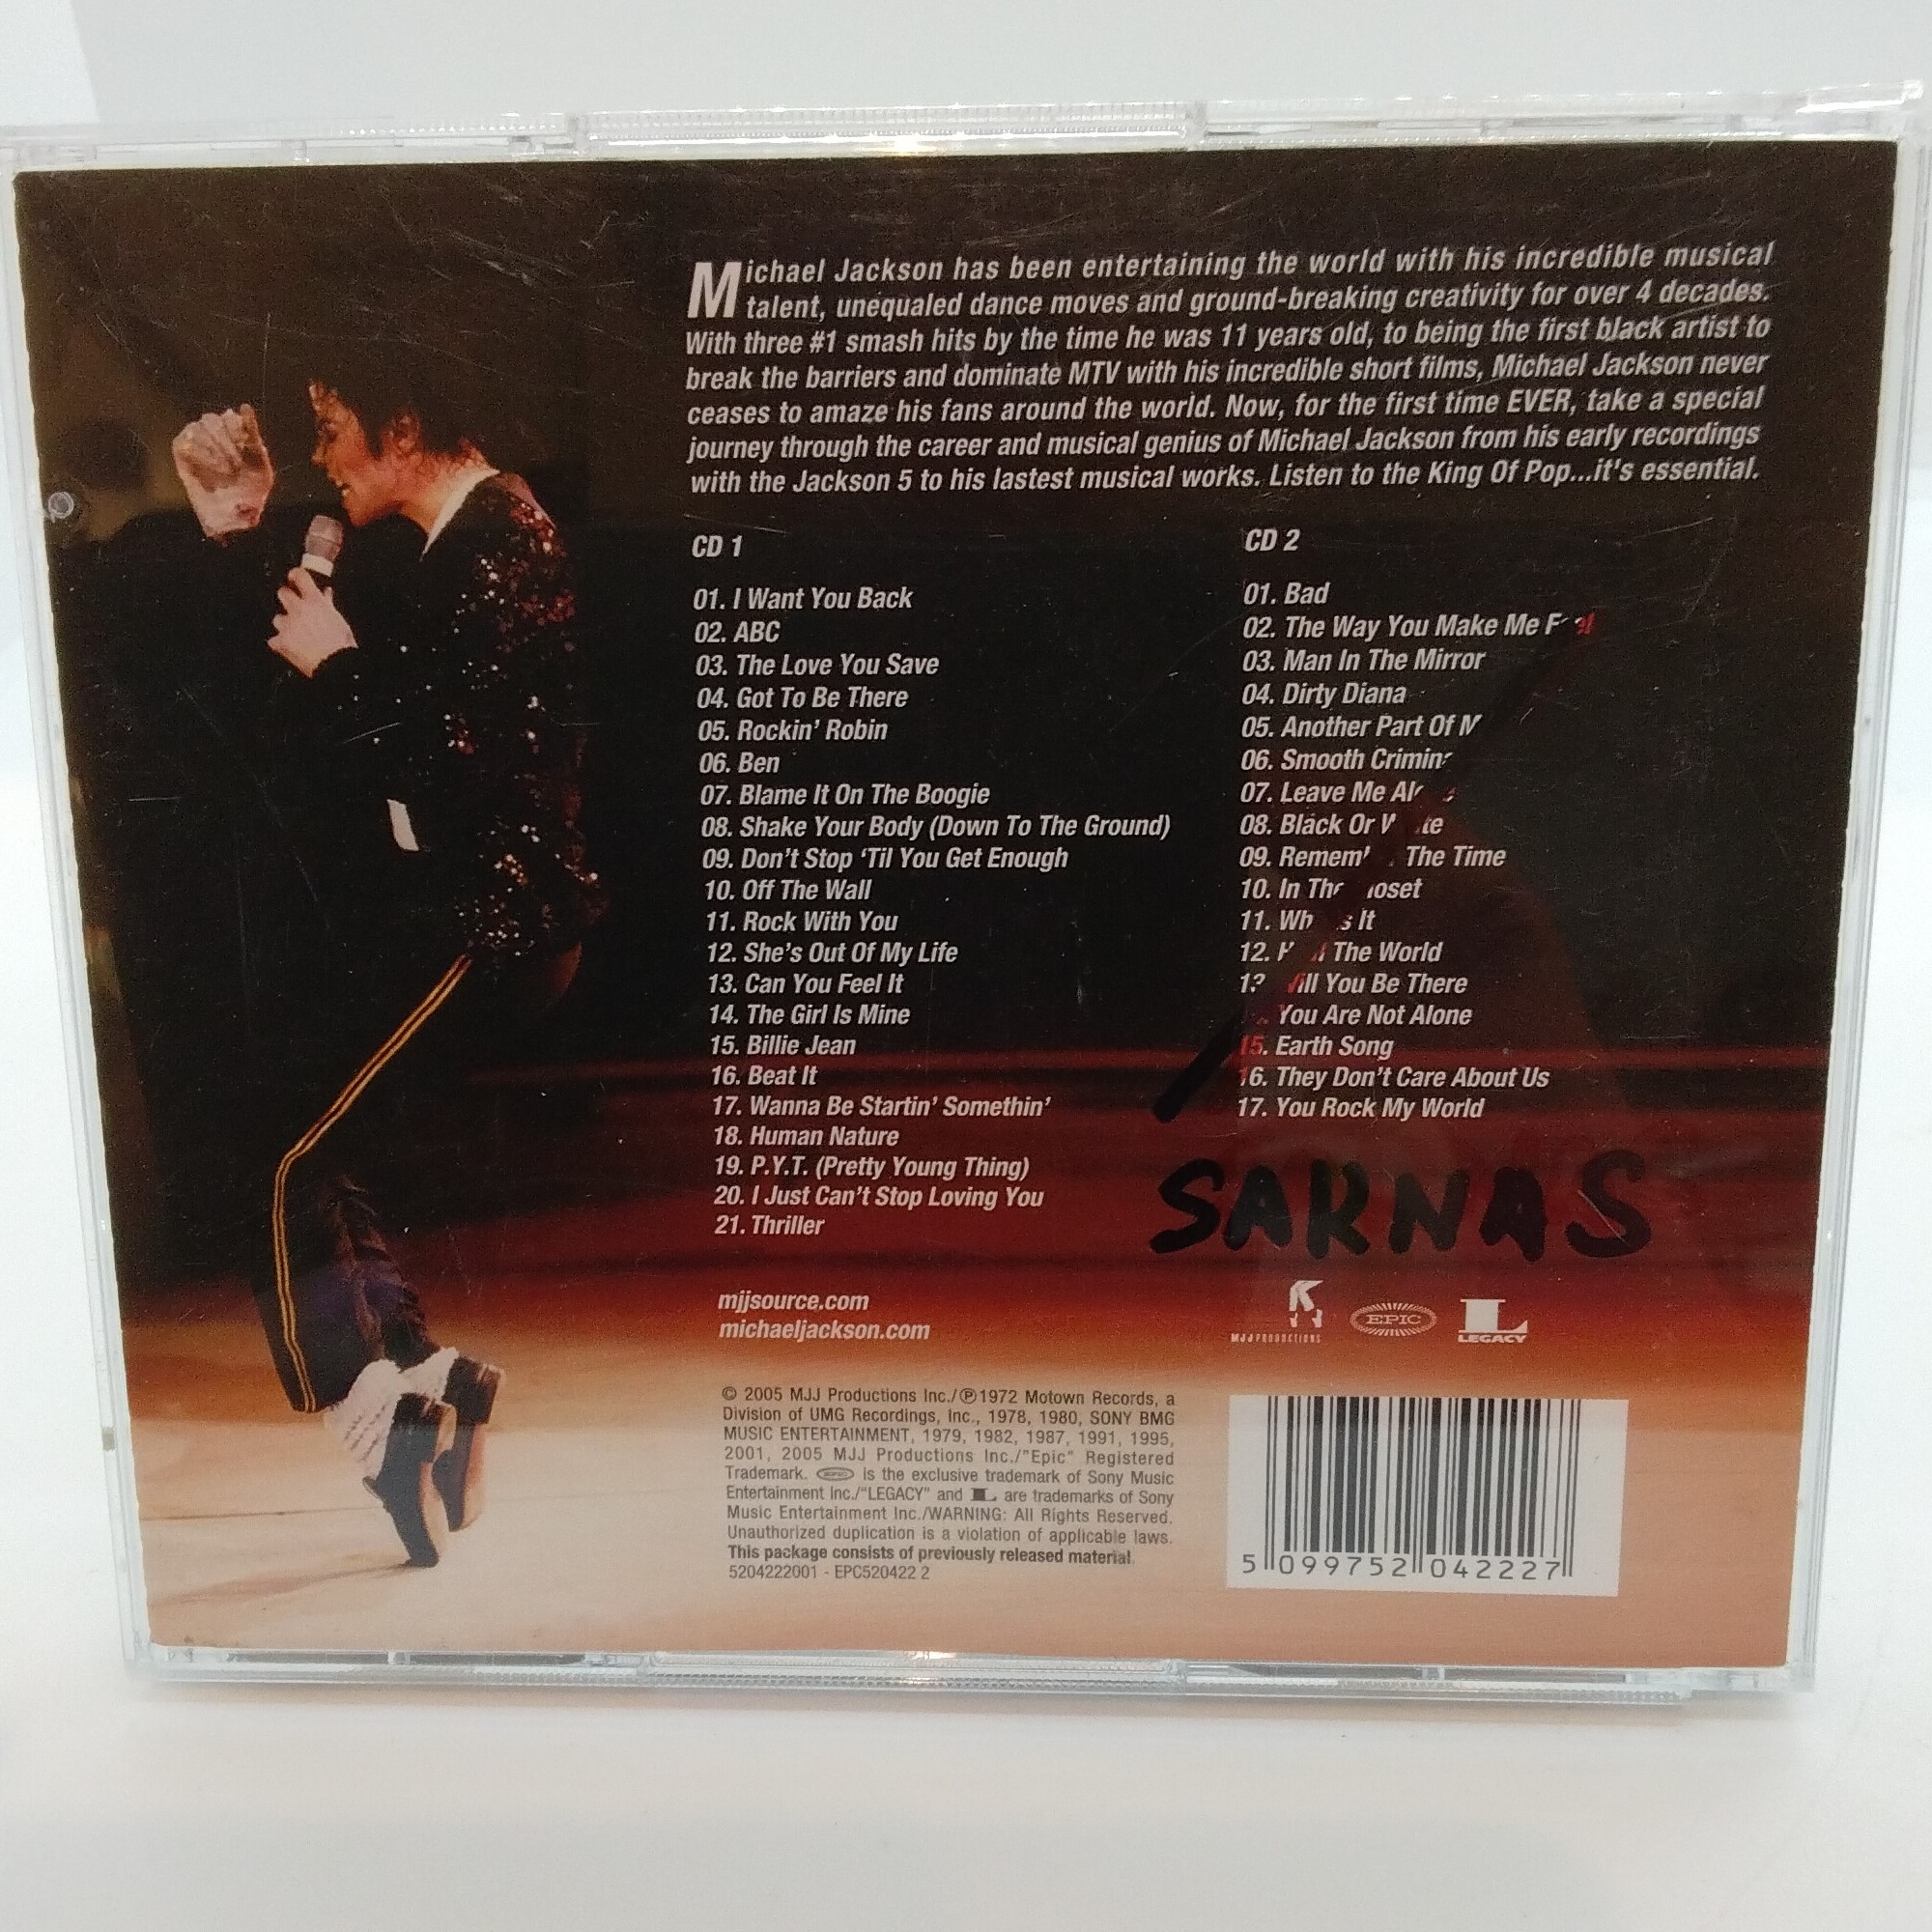 Michael Jackson has been entertaining the world with his incredible musical
talent, unequaled dance moves and ground-breaking creativity for over 4 decades.
With three #1 smash hits by the time he was 11 years old, to being the first black artist to
break the barriers and dominate MTV with his incredible short films, Michael Jackson never
ceases to amaze his fans around the world. Now, for the first time EVER, take a special
journey through the career and musical genius of Michael Jackson from his early recordings
with the Jackson 5 to his lastest musical works. Listen to the King Of Pop...it's essential.
CD 1
01. I Want You Back
02. ABC
03. The Love You Save
04. Got To Be There
05. Rockin’ Robin
06. Ben
07. Blame It On The Boogie
08. Shake Your Body (Down To The Ground)
09. Don’t Stop ‘Til You Get Enough
10. Off The Wall
11. Rock With You
12. She’s Out Of My Life
13. Can You Feel It
14. The Girl Is Mine
15. Billie Jean
16. Beat It
17. Wanna Be Startin’ Somethin’
18. Human Nature
19. P.Y.T. (Pretty Young Thing)
20. I Just Can’t Stop Loving You
21. Thriller
CD 2
01. Bad
02. The Way You Make Me
03. Man In The Mirror
04. Dirty Diana
05. Another Part Of
06. Smooth
07. Leave Me
08. Black Or
09. The Time
10. In
11. It
12. The World
You Be There
You Are Not Alone
15. Earth Song
16. They Don’t Care About Us
17. You Rock My World
SARNAS
mjjsource.com
michaeljackson.com
MJJ PRODUCTIONS
EPIC
L
LEGACY
© 2005 MJJ Productions Inc./℗1972 Motown Records, a
Division of UMG Recordings, Inc., 1978, 1980, SONY BMG
MUSIC ENTERTAINMENT, 1979, 1982, 1987, 1991, 1995,
2001, 2005 MJJ Productions Inc./"Epic" Registered
Trademark. EPIC is the exclusive trademark of Sony Music
Entertainment Inc./"LEGACY" and L are trademarks of Sony
Music Entertainment Inc./WARNING: All Rights Reserved.
Unauthorized duplication is a violation of applicable laws.
This package consists of previously released material
5204222001 - EPC520422 2
5 099752 042227